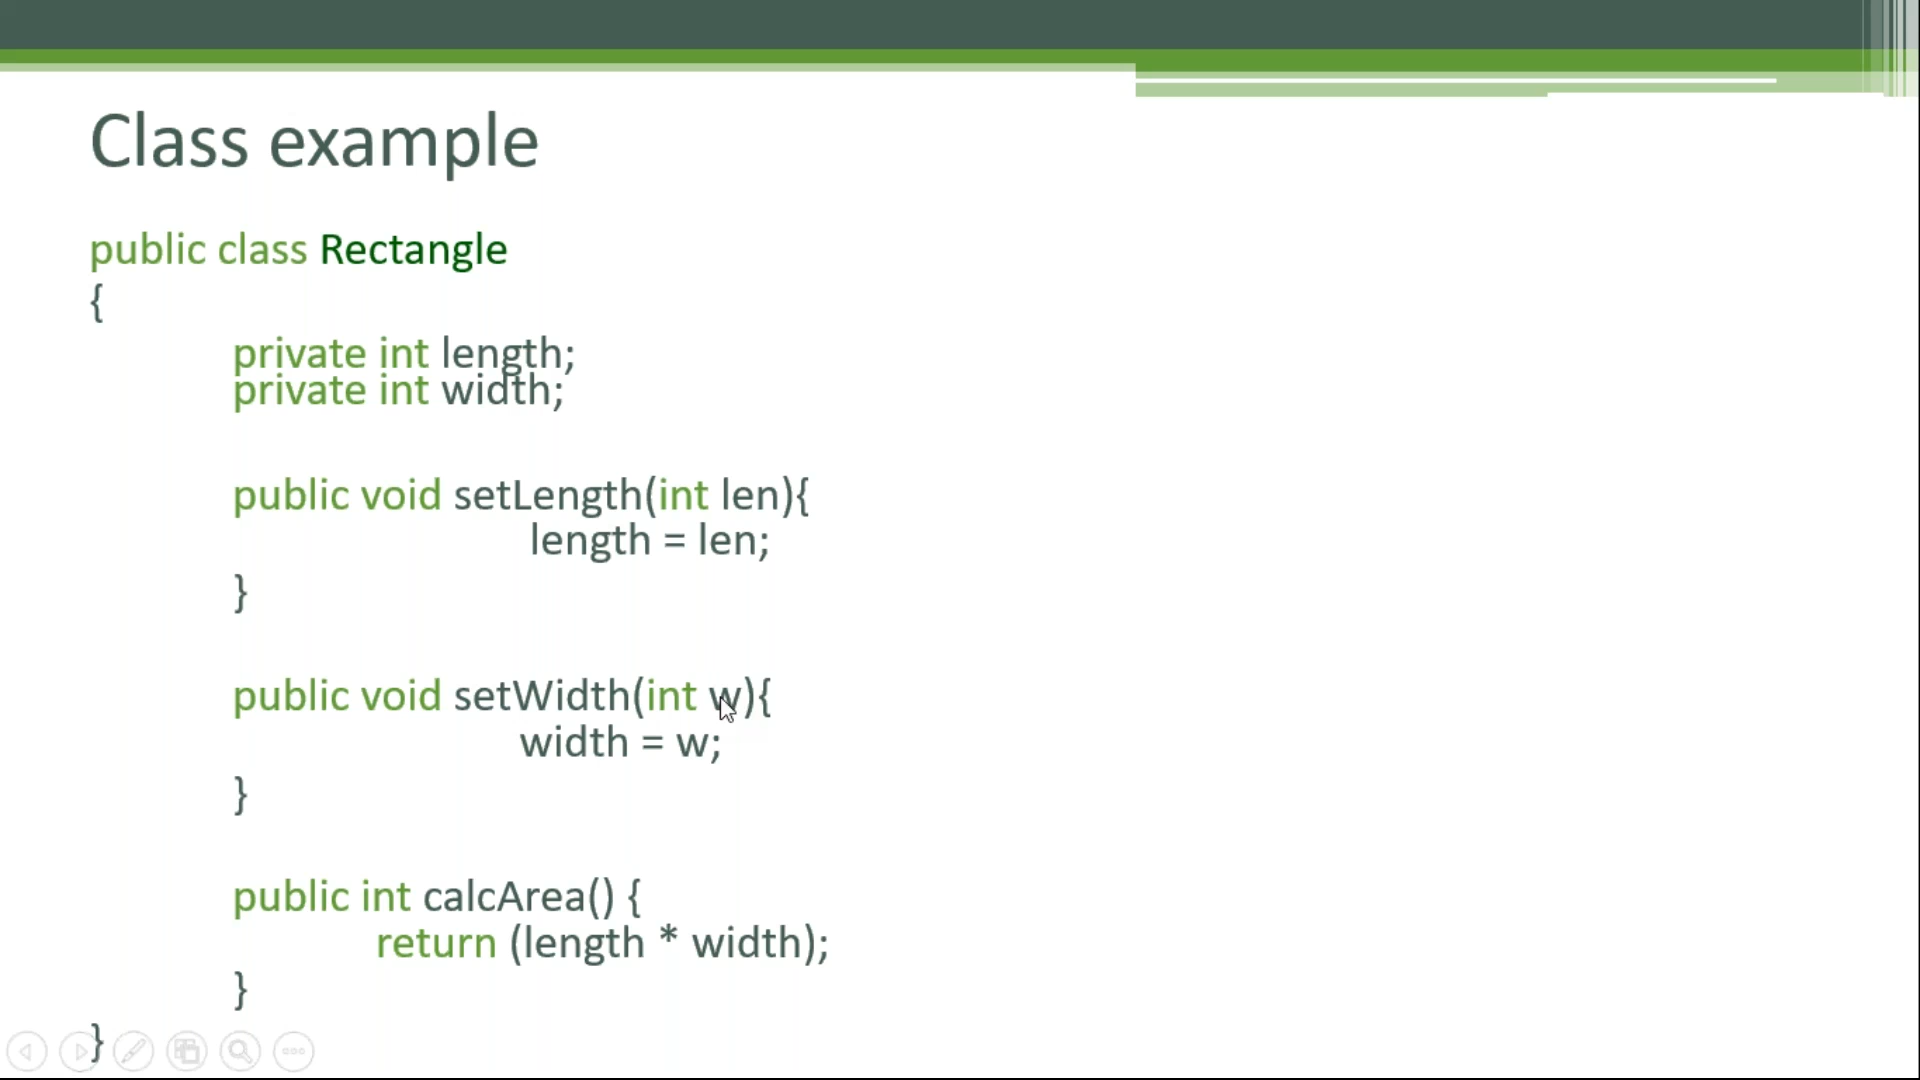 Class example
public class Rectangle
{
private int length;
private int width;
public void setLength(int len){
length = len;
}
public void setWidth(int w){
width = w;
}
public int calcArea() {
return (length * width);
}
}